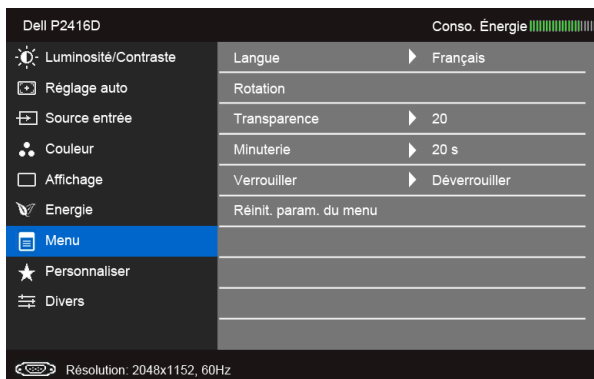 Dell P2416D Conso. Énergie
Luminosité/Contraste
Réglage auto
Source entrée
Couleur
Affichage
Energie
Menu
Personnaliser
Divers
Langue Français
Rotation
Transparence 20
Minuterie 20 s
Verrouiller Déverrouiller
Réinit. param. du menu
Résolution: 2048x1152, 60Hz